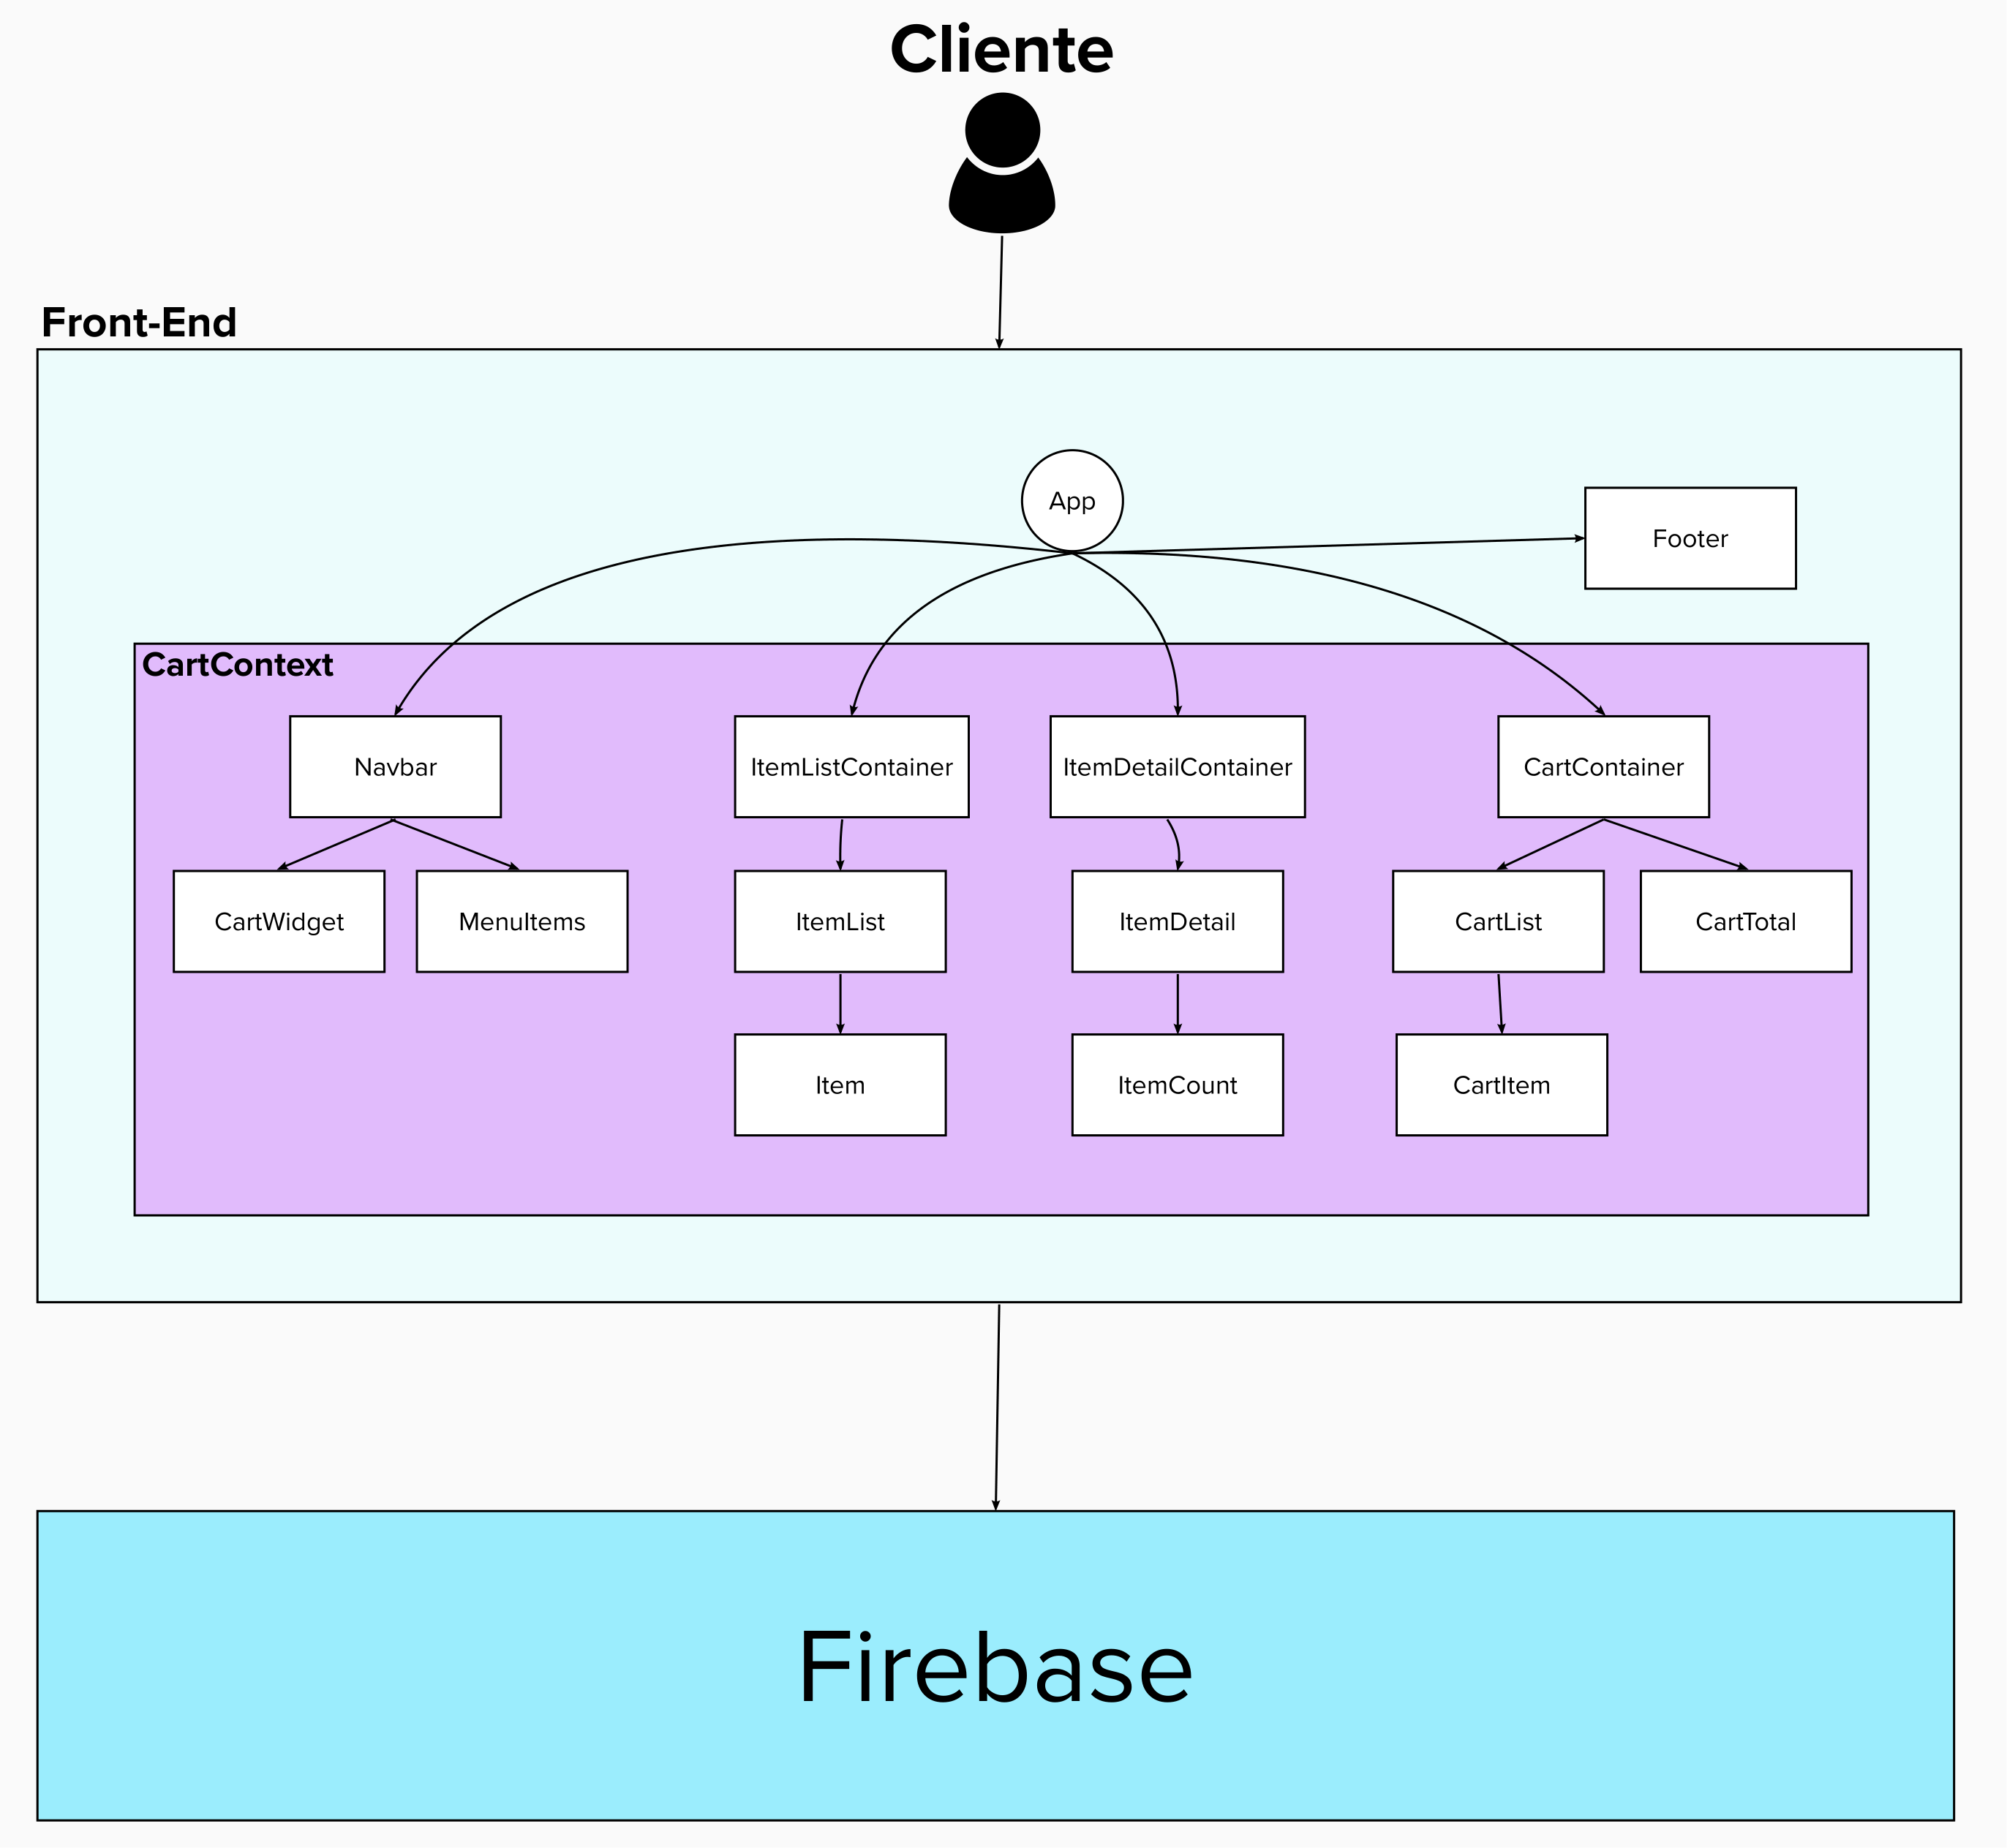 Cliente
Front-End
App
Footer
CartContext
Navbar
ItemListContainer
ItemDetailContainer
CartContainer
CartWidget
MenuItems
ItemList
ItemDetail
CartList
CartTotal
Item
ItemCount
CartItem
Firebase